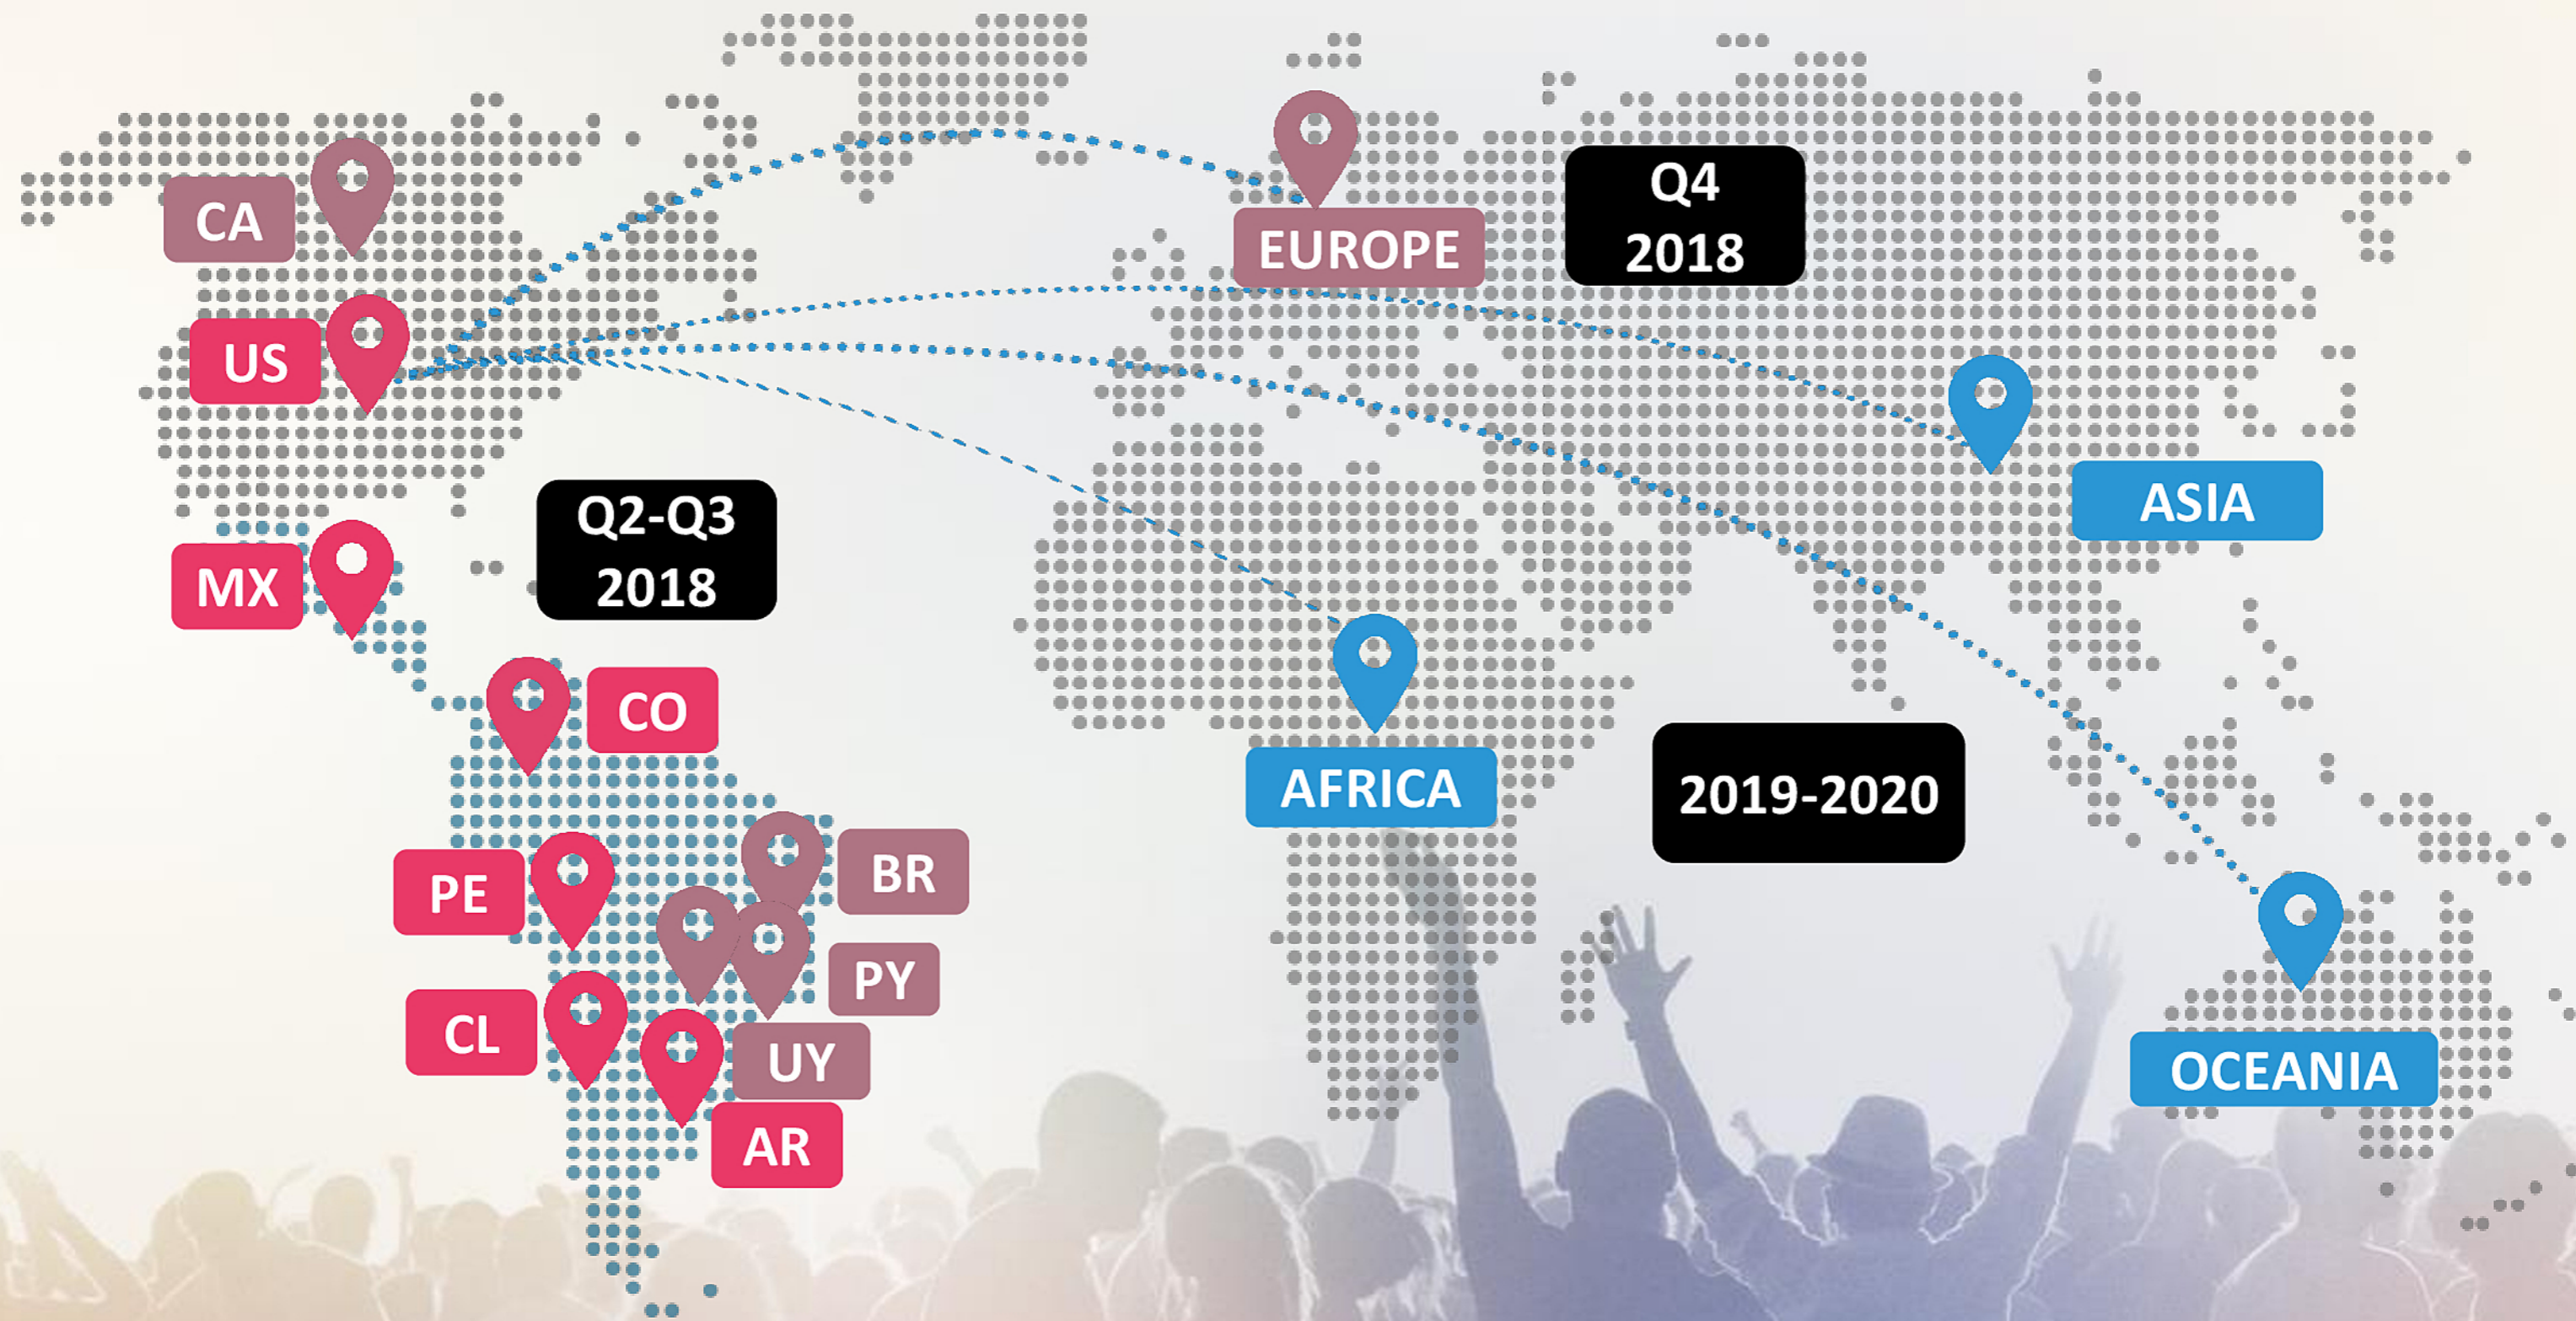 CA
EUROPE
Q4
2018
US
ASIA
Q2-Q3
2018
MX
CO
AFRICA
2019-2020
PE
BR
PY
CL
UY
OCEANIA
AR